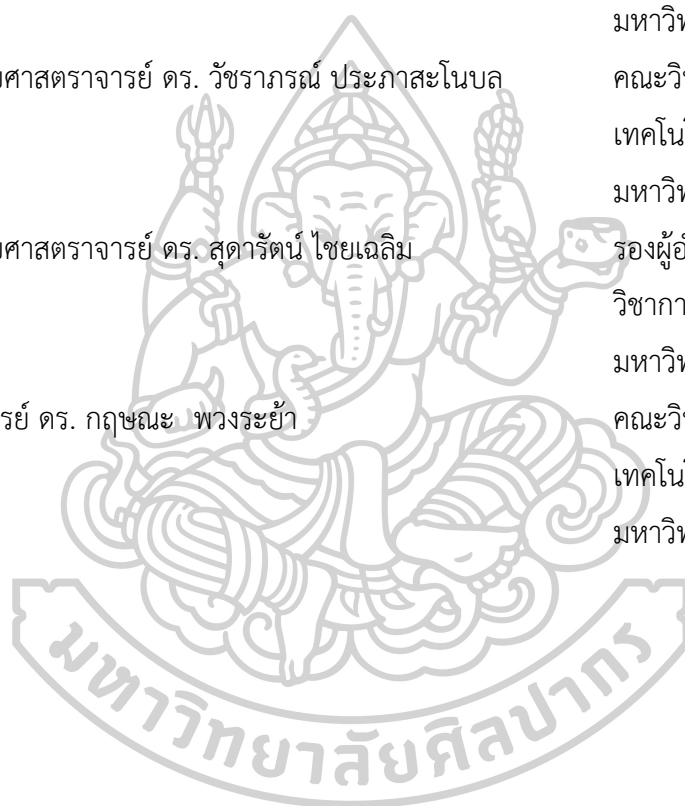 มหาวิท
ยศาสตราจารย์ ดร. วัชราภรณ์ ประภาสะโนบล คณะวิท
เทคโนโ
มหาวิท
ยศาสตราจารย์ ดร. สุดารัตน์ ไชยเฉลิม รองผู้อำ
วิชากา
มหาวิท
รย์ ดร. กฤษณะ พวงระย้า คณะวิท
เทคโนโ
มหาวิท
มหาวิทยาลัยศิลปากร